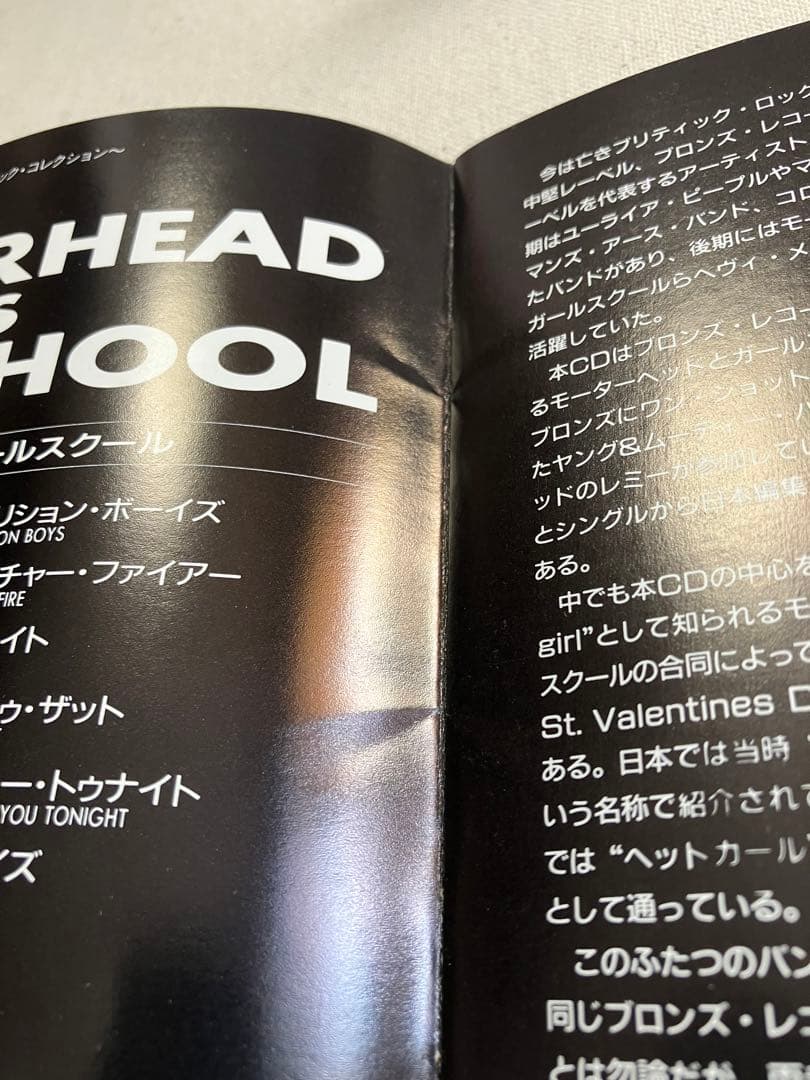 ック・コレクション〜
RHEAD
S
HOOL
ールスクール
リション・ボーイズ
ON BOYS
チャー・ファイアー
FIRE
イト
ゥ・ザット
ー・トゥナイト
YOU TONIGHT
イズ
今は亡きブリティック・ロック
中堅レーベル、ブロンズ・レコー
ーベルを代表するアーティスト
期はユーライア・ヒープルやマ
マンズ・アース・バンド、コロ
たバンドがあり、後期にはモー
ガールスクールらヘヴィ・メ
活躍していた。
本CDはブロンズ・レコー
るモーターヘッドとガール
ブロンズにワン・ショット
たヤング&ムーディー・バ
ッドのレミーが参加してい
とシングルから日本編集
ある。
中でも本CDの中心を
girl”として知られるモ
スクールの合同によって
St. Valentines D
ある。日本では当時“
いう名称で紹介されて
では“ヘッドガール”
として通っている。
このふたつのバン
同じブロンズ・レコ
とは勿論だが、両